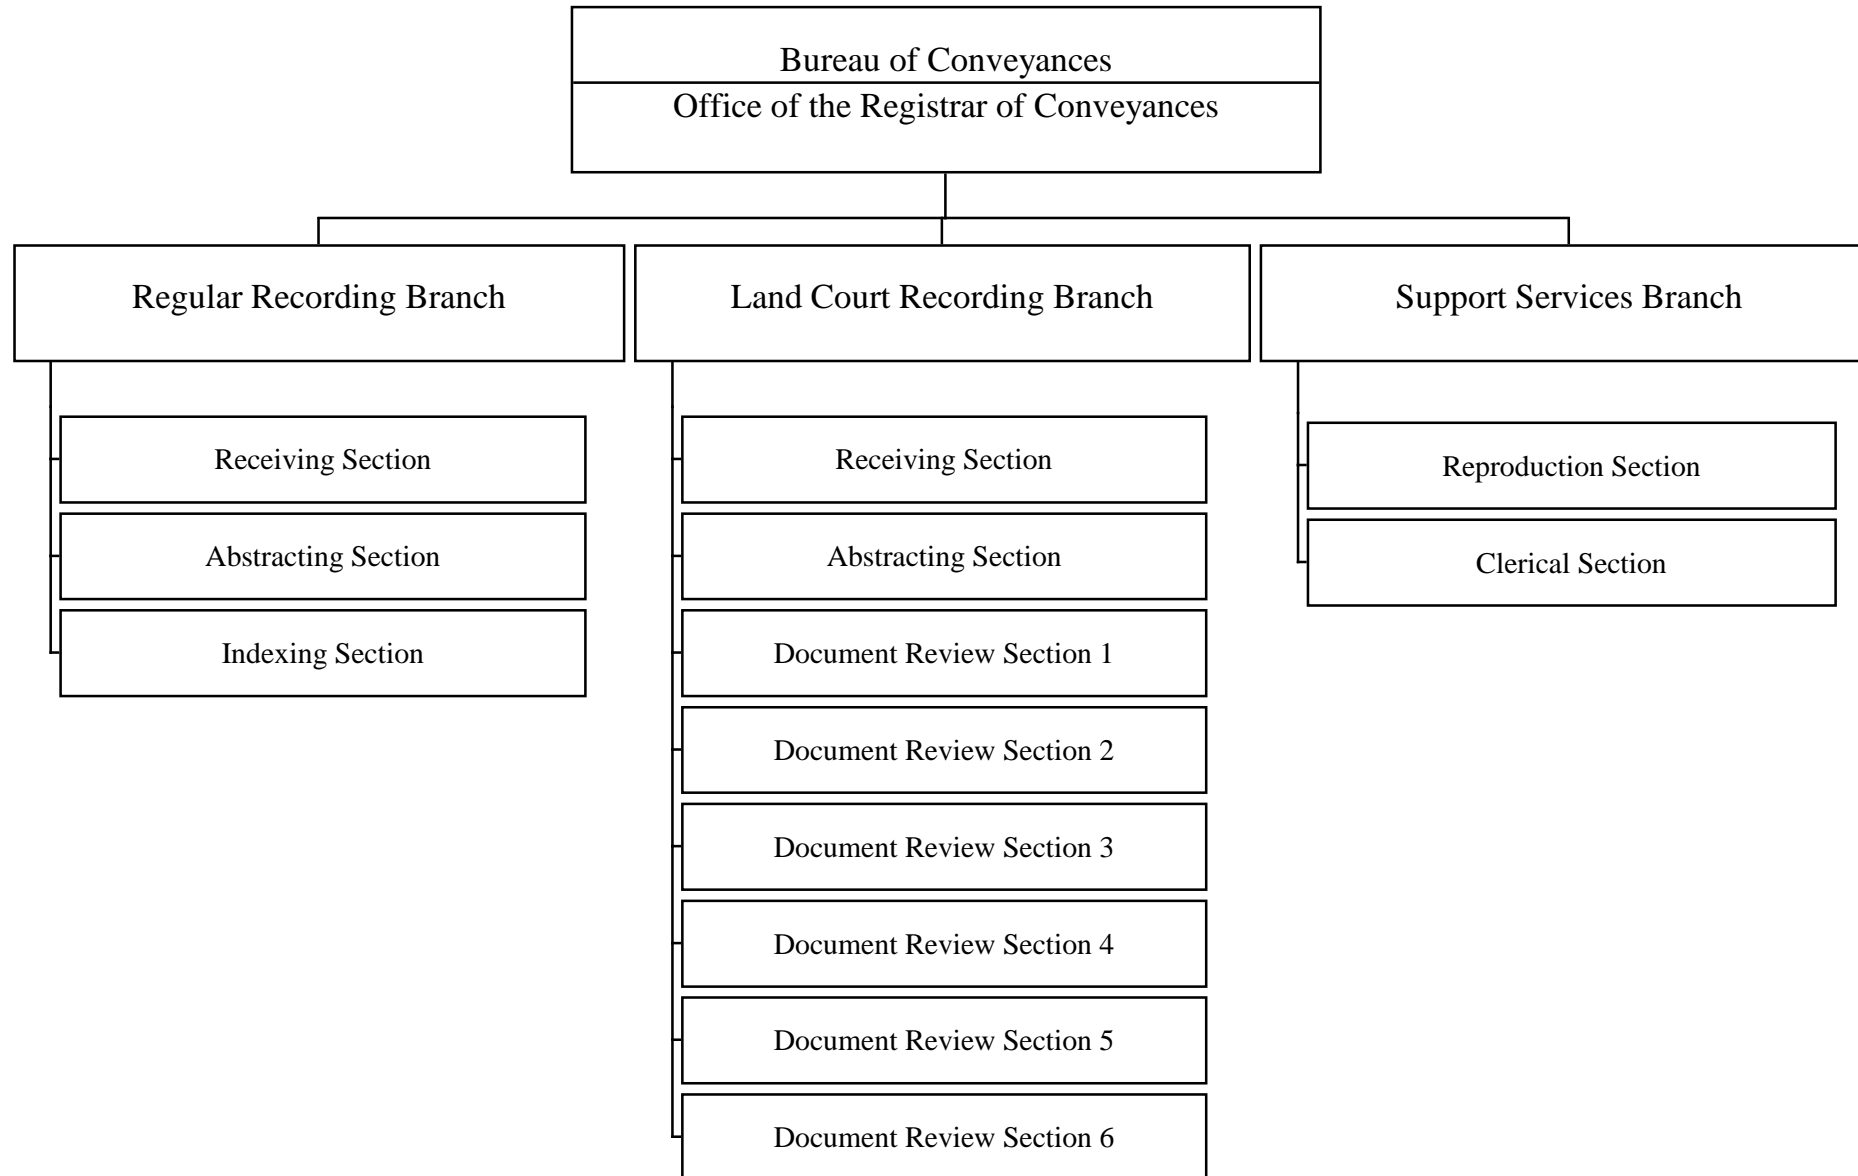 Bureau of Conveyances
Office of the Registrar of Conveyances
Regular Recording Branch
Land Court Recording Branch
Support Services Branch
Receiving Section
Abstracting Section
Indexing Section
Receiving Section
Abstracting Section
Document Review Section 1
Document Review Section 2
Document Review Section 3
Document Review Section 4
Document Review Section 5
Document Review Section 6
Reproduction Section
Clerical Section